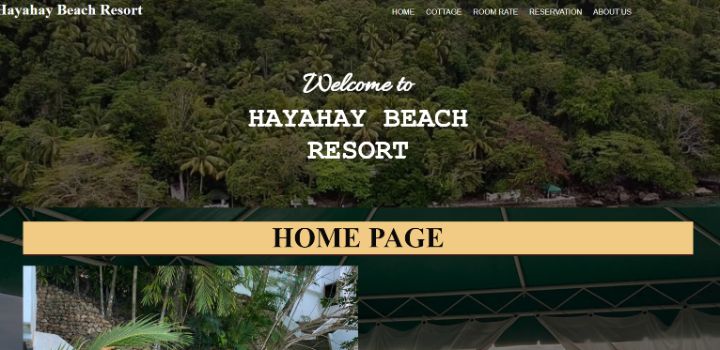 Hayahay Beach Resort
HOME COTTAGE ROOM RATE RESERVATION ABOUT US
Welcome to
HAYAHAY BEACH
RESORT
HOME PAGE